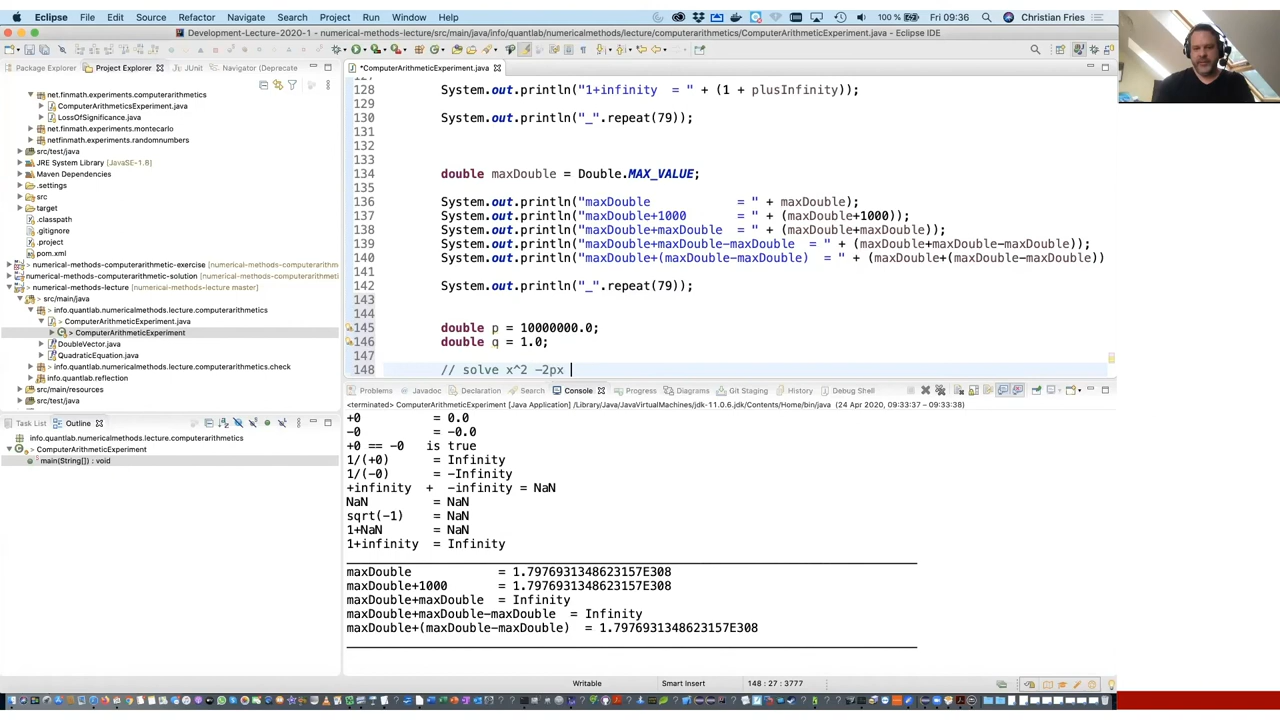 Eclipse File Edit Source Refactor Navigate Search Project Run Window Help
100 % Fri 09:36 Christian Fries
Development-Lecture-2020-1 - numerical-methods-lecture/src/main/java/info/quantlab/numericalmethods/lecture/computerarithmetics/ComputerArithmeticExperiment.java - Eclipse IDE
Package Explorer Project Explorer JUnit Navigator (Deprecate
*ComputerArithmeticExperiment.java
net.finmath.experiments.computerarithmetics
ComputerArithmeticsExperiment.java
LossOfSignificance.java
net.finmath.experiments.montecarlo
netfinmath.experiments.randomnumbers
src/test/java
JRE System Library [JavaSE-1.8]
Maven Dependencies
.settings
src
target
.classpath
.gitignore
.project
pom.xml
numerical-methods-computerarithmetic-exercise
numerical-methods-computerarithmetic-solution
numerical-methods-lecture master]
src/main/java
info.quantlab.numericalmethods.lecture.computerarithmetics
ComputerArithmeticExperiment.java
ComputerArithmeticExperiment
DoubleVector.java
QuadraticEquation.java
info.quantlab.numericalmethods.lecture.computerarithmetics.check
info.quantlab.reflection
src/main/resources
src/test/java
Task List Outline
info.quantlab.numericalmethods.lecture.computerarithmetics
ComputerArithmeticExperiment
main(String[]) : void
128 System.out.println("1+infinity  = " + (1 + plusInfinity));
129
130 System.out.println("_".repeat(79));
131
132
133
134 double maxDouble = Double.MAX_VALUE;
135
136 System.out.println("maxDouble            = " + maxDouble);
137 System.out.println("maxDouble+1000       = " + (maxDouble+1000));
138 System.out.println("maxDouble+maxDouble  = " + (maxDouble+maxDouble));
139 System.out.println("maxDouble+maxDouble-maxDouble  = " + (maxDouble+maxDouble-maxDouble));
140 System.out.println("maxDouble+(maxDouble-maxDouble)  = " + (maxDouble+(maxDouble-maxDouble))
141
142 System.out.println("_".repeat(79));
143
144
145 double p = 10000000.0;
146 double q = 1.0;
147
148 // solve x^2 -2px
Problems Javadoc Declaration Search Console Progress Diagrams Git Staging History Debug Shell
<terminated> ComputerArithmeticExperiment [Java Application] /Library/Java/JavaVirtualMachines/jdk-11.0.6.jdk/Contents/Home/bin/java (24 Apr 2020, 09:33:37 – 09:33:38)
+0 = 0.0
-0 = -0.0
+0 == -0 is true
1/(+0) = Infinity
1/(-0) = -Infinity
+infinity + -infinity = NaN
NaN = NaN
sqrt(-1) = NaN
1+NaN = NaN
1+infinity = Infinity
maxDouble = 1.7976931348623157E308
maxDouble+1000 = 1.7976931348623157E308
maxDouble+maxDouble = Infinity
maxDouble+maxDouble-maxDouble = Infinity
maxDouble+(maxDouble-maxDouble) = 1.7976931348623157E308
Writable Smart Insert 148 : 27 : 3777